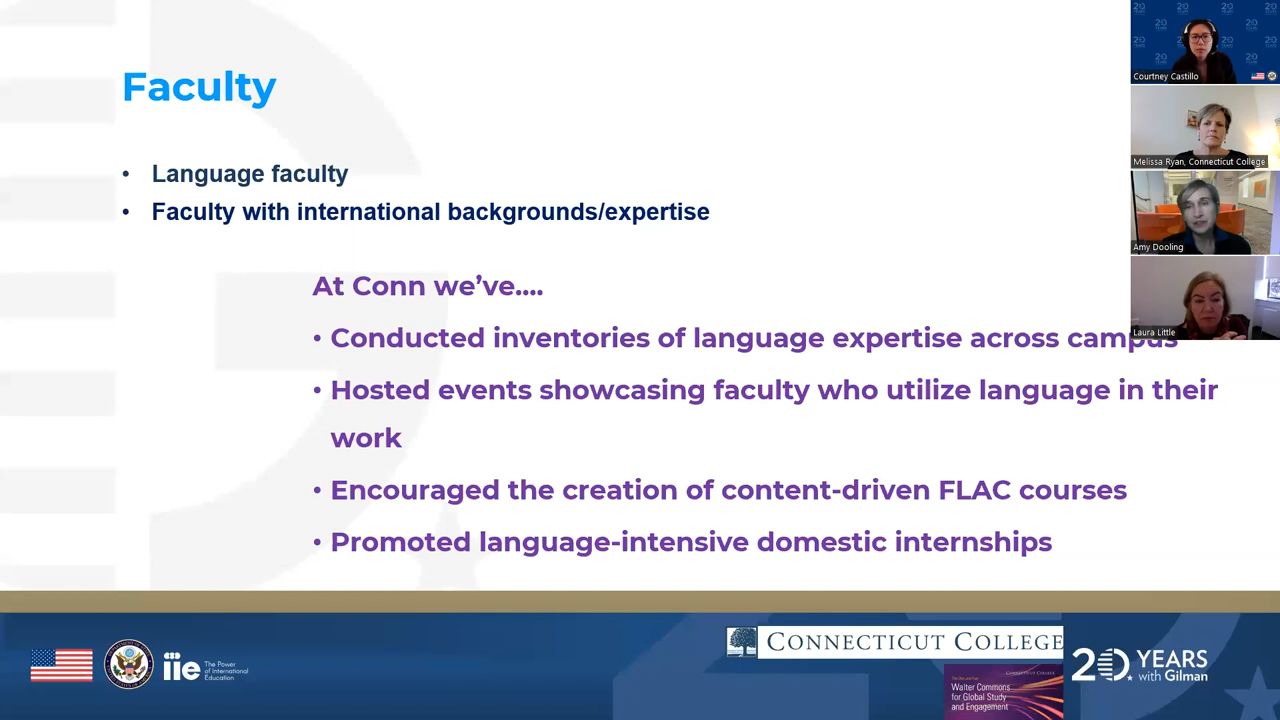 Faculty
• Language faculty
• Faculty with international backgrounds/expertise
At Conn we've....
• Conducted inventories of language expertise across campus
• Hosted events showcasing faculty who utilize language in their
work
• Encouraged the creation of content-driven FLAC courses
• Promoted language-intensive domestic internships
Courtney Castillo
Melissa Ryan, Connecticut College
Amy Dooling
Laura Little
iie
The Power
of International
Education
CONNECTICUT COLLEGE
CONNECTICUT COLLEGE
Walter Commons
for Global Study
and Engagement
20 YEARS
with Gilman